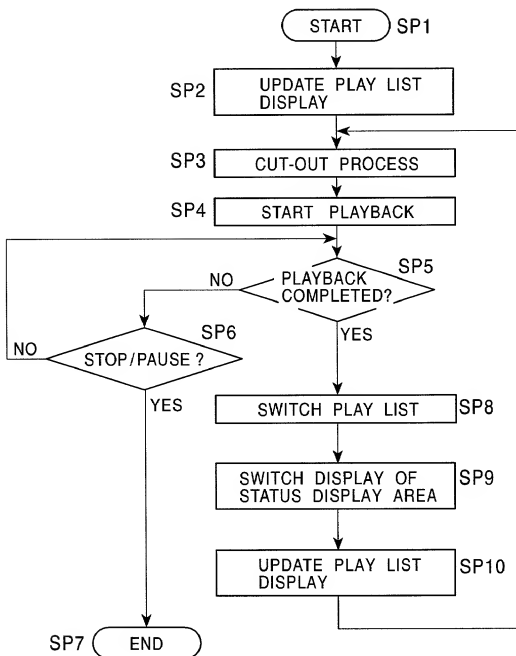 START SP1
SP2 UPDATE PLAY LIST
DISPLAY
SP3 CUT-OUT PROCESS
SP4 START PLAYBACK
SP5
NO PLAYBACK
COMPLETED?
YES
SP6
NO STOP/PAUSE ?
YES
SWITCH PLAY LIST SP8
SWITCH DISPLAY OF
STATUS DISPLAY AREA SP9
UPDATE PLAY LIST
DISPLAY SP10
SP7 END